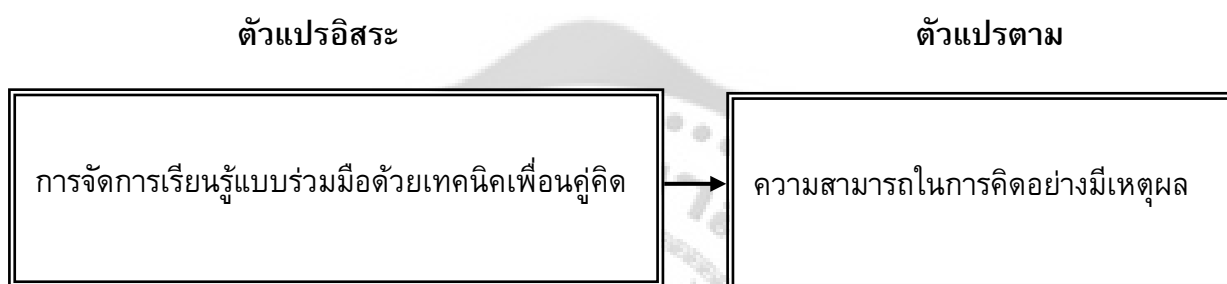 ตัวแปรอิสระ
ตัวแปรตาม
การจัดการเรียนรู้แบบร่วมมือด้วยเทคนิคเพื่อนคู่คิด
ความสามารถในการคิดอย่างมีเหตุผล